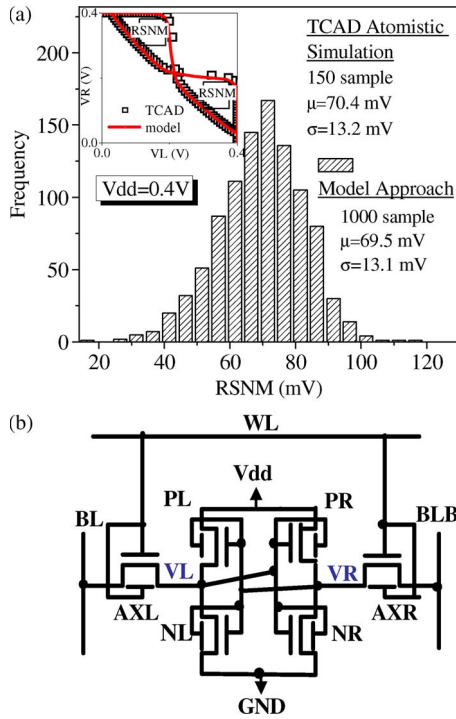 (a)
0.4
RSNM
VR (V)
RSNM
TCAD
model
0.0
0.0
VL (V)
0.4
Vdd=0.4V
TCAD Atomistic
Simulation
150 sample
μ=70.4 mV
σ=13.2 mV
Model Approach
1000 sample
μ=69.5 mV
σ=13.1 mV
Frequency
200
150
100
50
0
20 40 60 80 100 120
RSNM (mV)
(b)
WL
Vdd
PL PR
BL BLB
VL VR
AXL AXR
NL NR
GND